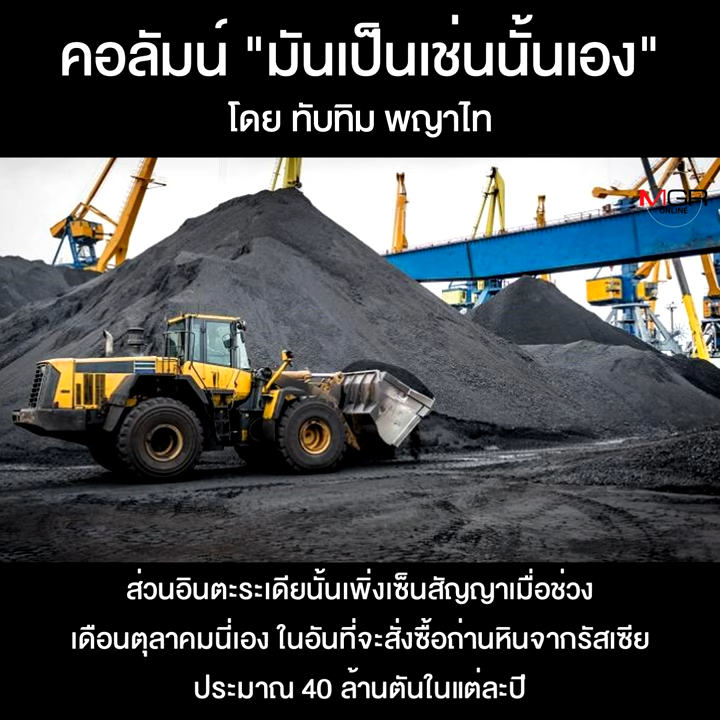 คอลัมน์ "มันเป็นเช่นนั้นเอง"
โดย ทับทิม พญาไท
MGR
ONLINE
ส่วนอินตะระเดียนั้นเพิ่งเซ็นสัญญาเมื่อช่วง
เดือนตุลาคมนี่เอง ในอันที่จะสั่งซื้อถ่านหินจากรัสเซีย
ประมาณ 40 ล้านตันในแต่ละปี